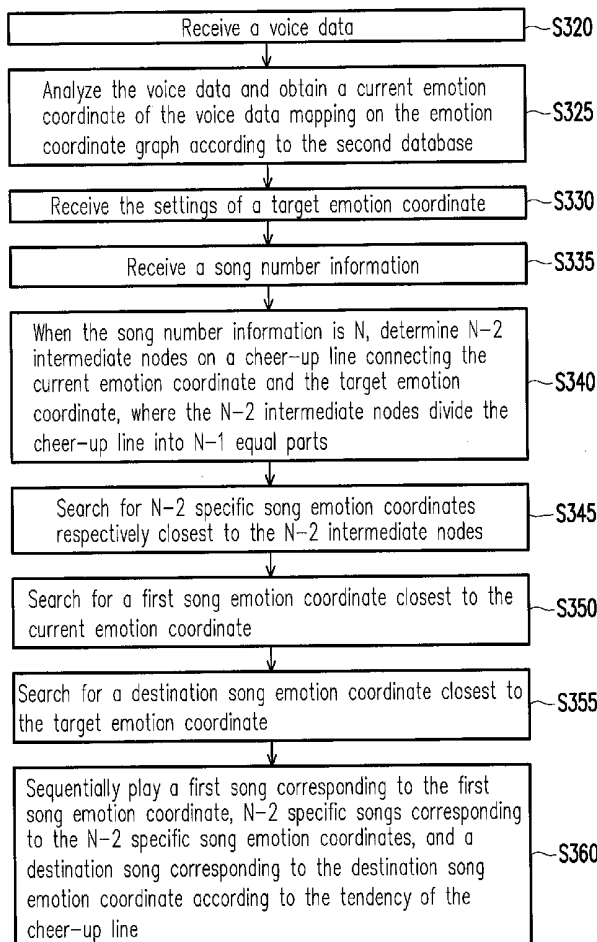 Receive a voice data
S320
Analyze the voice data and obtain a current emotion
coordinate of the voice data mapping on the emotion
coordinate graph according to the second database
S325
Receive the settings of a target emotion coordinate
S330
Receive a song number information
S335
When the song number information is N, determine N-2
intermediate nodes on a cheer-up line connecting the
current emotion coordinate and the target emotion
coordinate, where the N-2 intermediate nodes divide the
cheer-up line into N-1 equal parts
S340
Search for N-2 specific song emotion coordinates
respectively closest to the N-2 intermediate nodes
S345
Search for a first song emotion coordinate closest to the
current emotion coordinate
S350
Search for a destination song emotion coordinate closest to
the target emotion coordinate
S355
Sequentially play a first song corresponding to the first
song emotion coordinate, N-2 specific songs corresponding
to the N-2 specific song emotion coordinates, and a
destination song corresponding to the destination song
emotion coordinate according to the tendency of the
cheer-up line
S360